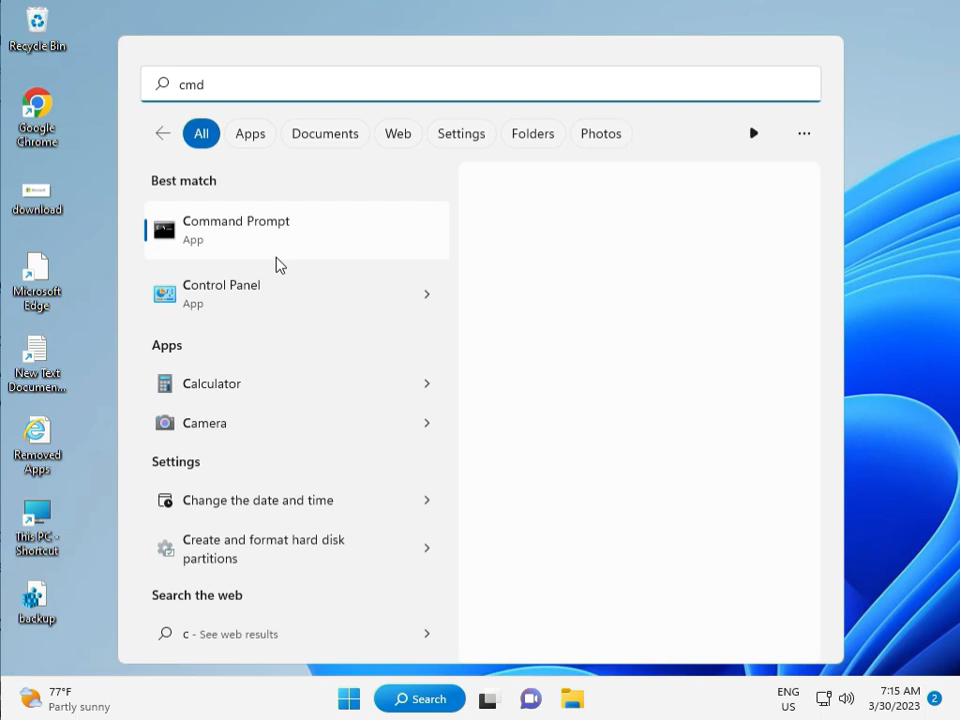 Recycle Bin
Google
Chrome
download
Microsoft
Edge
New Text
Documen...
Removed
Apps
This PC -
Shortcut
backup
cmd
All
Apps
Documents
Web
Settings
Folders
Photos
Best match
Command Prompt
App
Control Panel
App
Apps
Calculator
Camera
Settings
Change the date and time
Create and format hard disk
partitions
Search the web
c - See web results
77°F
Partly sunny
Search
ENG
US
7:15 AM
3/30/2023
2